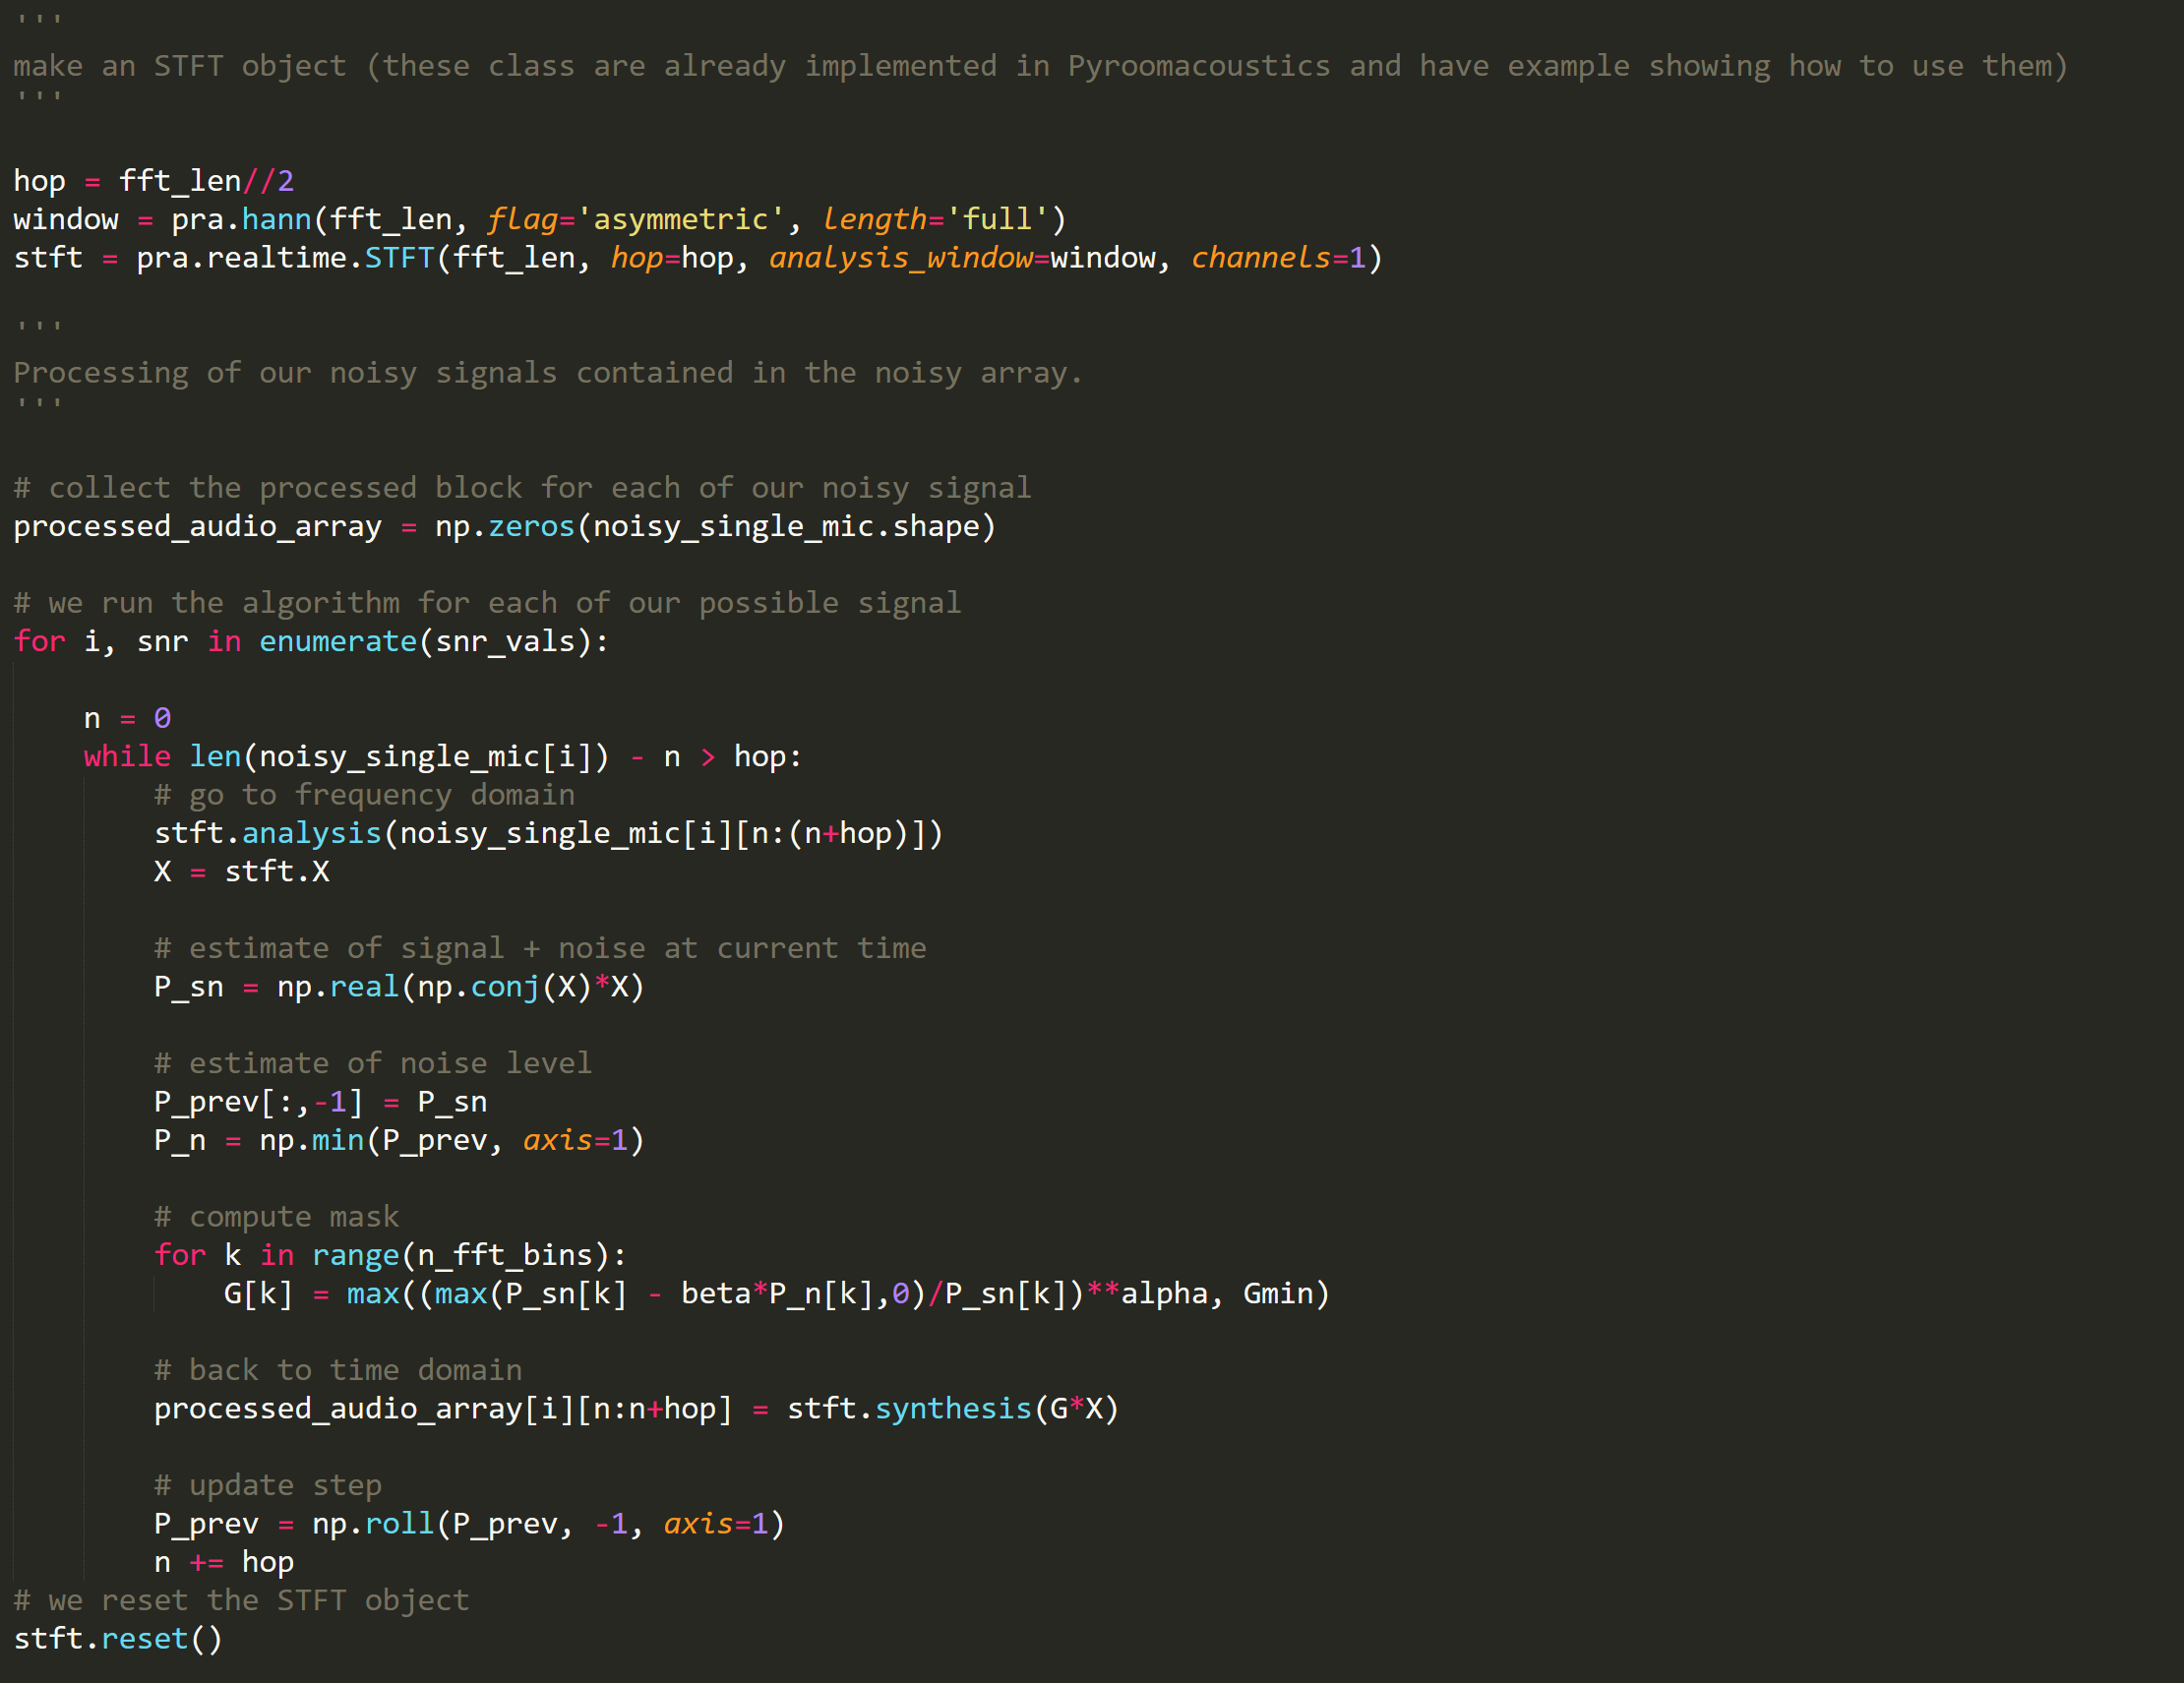 '''
make an STFT object (these class are already implemented in Pyroomacoustics and have example showing how to use them)
'''
hop = fft_len//2
window = pra.hann(fft_len, flag='asymmetric', length='full')
stft = pra.realtime.STFT(fft_len, hop=hop, analysis_window=window, channels=1)
'''
Processing of our noisy signals contained in the noisy array.
'''
# collect the processed block for each of our noisy signal
processed_audio_array = np.zeros(noisy_single_mic.shape)
# we run the algorithm for each of our possible signal
for i, snr in enumerate(snr_vals):
    n = 0
    while len(noisy_single_mic[i]) - n > hop:
        # go to frequency domain
        stft.analysis(noisy_single_mic[i][n:(n+hop)])
        X = stft.X
        # estimate of signal + noise at current time
        P_sn = np.real(np.conj(X)*X)
        # estimate of noise level
        P_prev[:,-1] = P_sn
        P_n = np.min(P_prev, axis=1)
        # compute mask
        for k in range(n_fft_bins):
            G[k] = max((max(P_sn[k] - beta*P_n[k],0)/P_sn[k])**alpha, Gmin)
        # back to time domain
        processed_audio_array[i][n:n+hop] = stft.synthesis(G*X)
        # update step
        P_prev = np.roll(P_prev, -1, axis=1)
        n += hop
# we reset the STFT object
stft.reset()